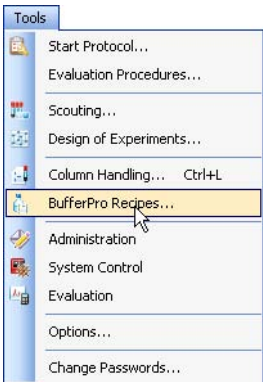 Tools
Start Protocol...
Evaluation Procedures...
Scouting...
Design of Experiments...
Column Handling... Ctrl+L
BufferPro Recipes...
Administration
System Control
Evaluation
Options...
Change Passwords...